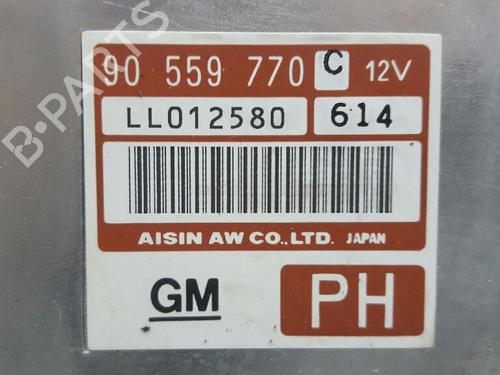 90 559 770 C 12V
LL012580 614
AISIN AW CO.,LTD. JAPAN
GM PH
B-PARTS